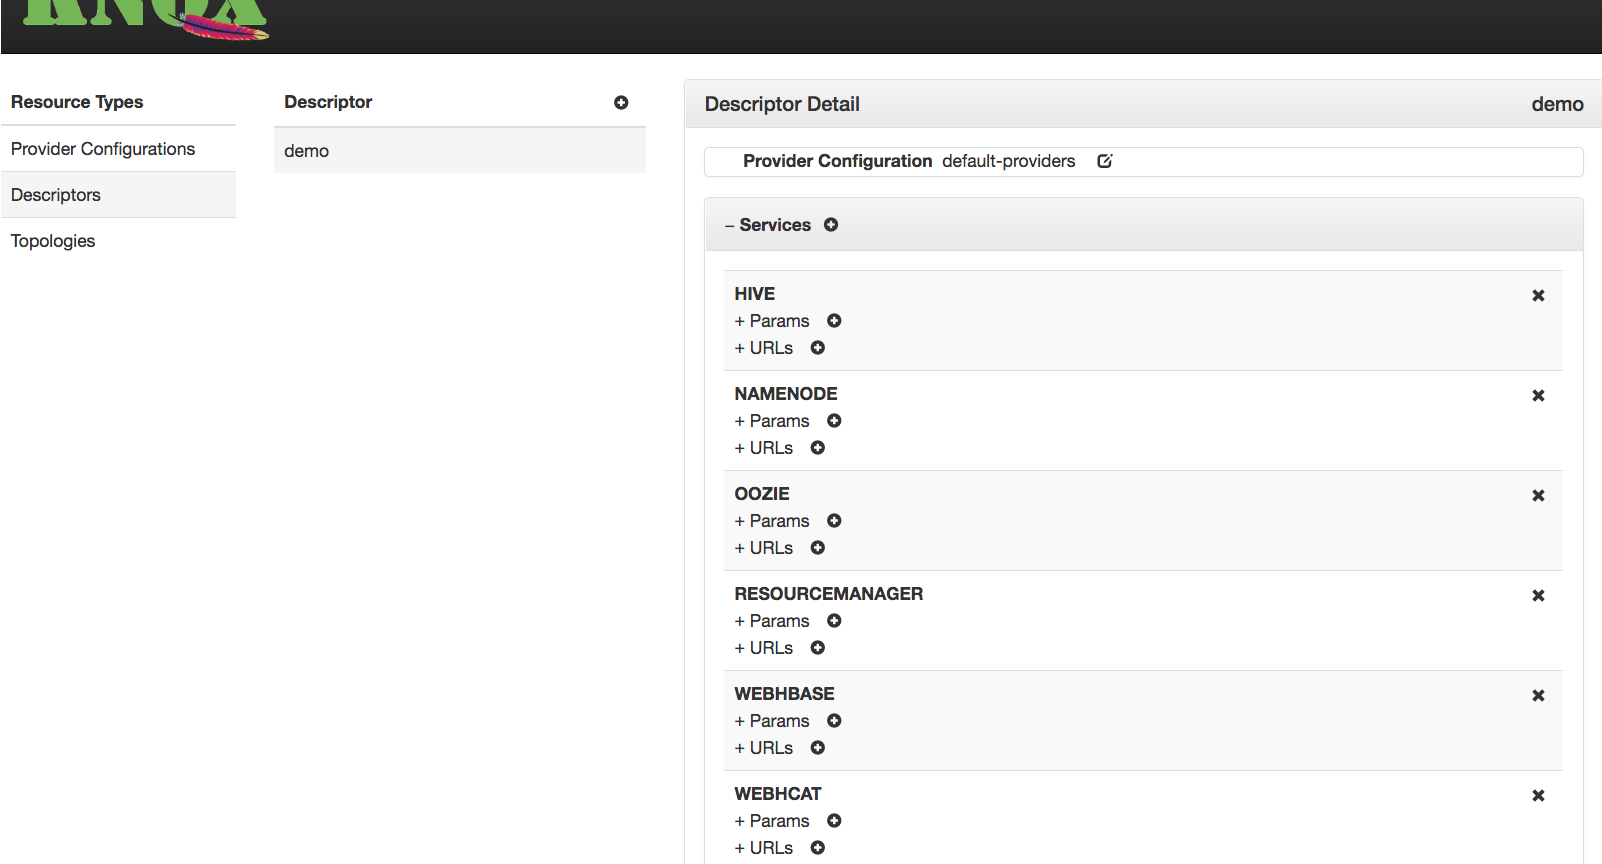 KNOX
Resource Types
Provider Configurations
Descriptors
Topologies
Descriptor
demo
Descriptor Detail demo
Provider Configuration default-providers
– Services
HIVE
+ Params
+ URLs
NAMENODE
+ Params
+ URLs
OOZIE
+ Params
+ URLs
RESOURCEMANAGER
+ Params
+ URLs
WEBHBASE
+ Params
+ URLs
WEBHCAT
+ Params
+ URLs